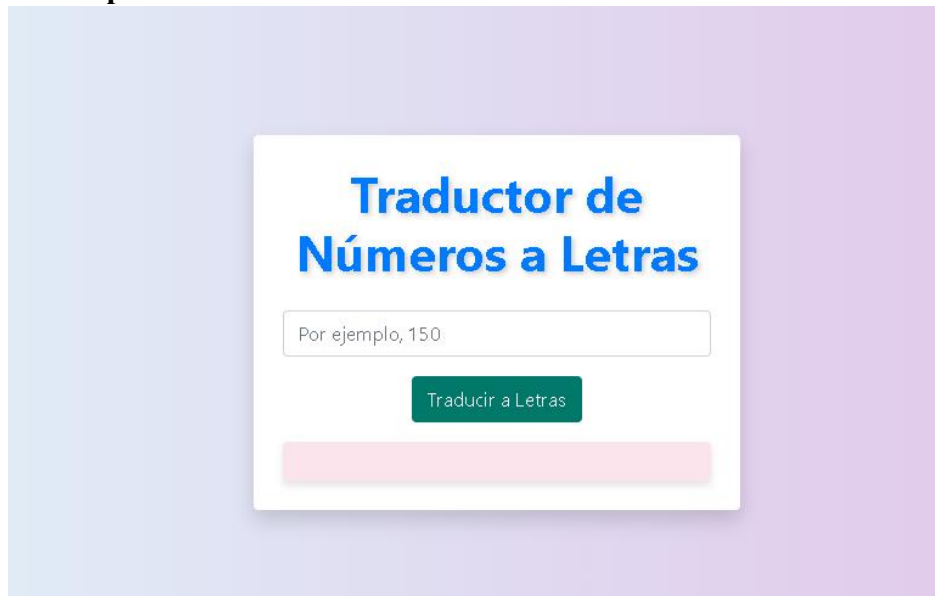 Traductor de
Números a Letras
Por ejemplo, 150
Traducir a Letras